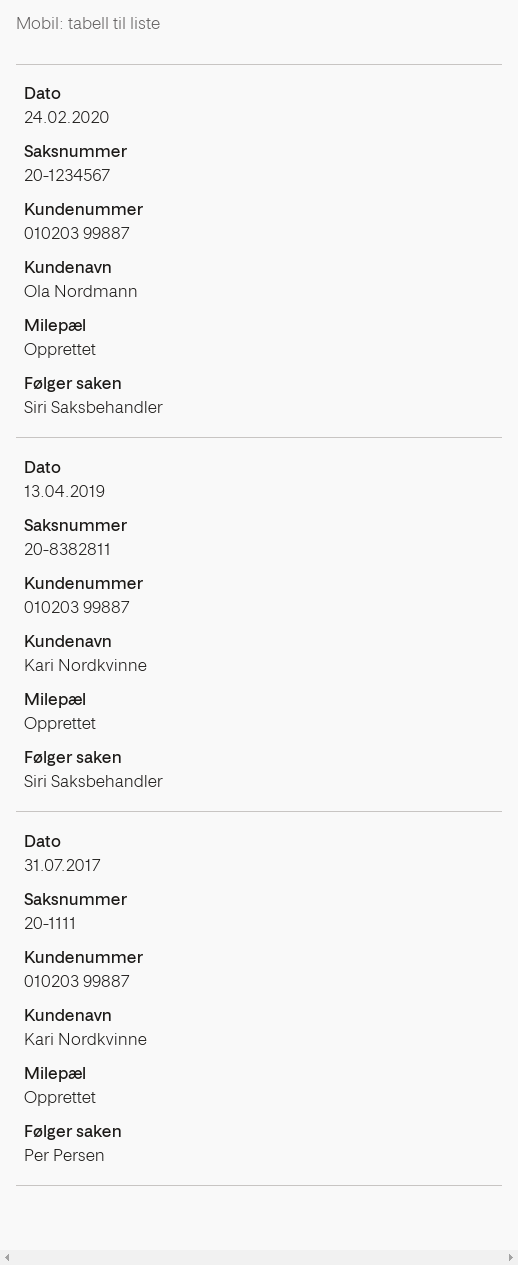 Mobil: tabell til liste
Dato
24.02.2020
Saksnummer
20-1234567
Kundenummer
010203 99887
Kundenavn
Ola Nordmann
Milepæl
Opprettet
Følger saken
Siri Saksbehandler
Dato
13.04.2019
Saksnummer
20-8382811
Kundenummer
010203 99887
Kundenavn
Kari Nordkvinne
Milepæl
Opprettet
Følger saken
Siri Saksbehandler
Dato
31.07.2017
Saksnummer
20-1111
Kundenummer
010203 99887
Kundenavn
Kari Nordkvinne
Milepæl
Opprettet
Følger saken
Per Persen